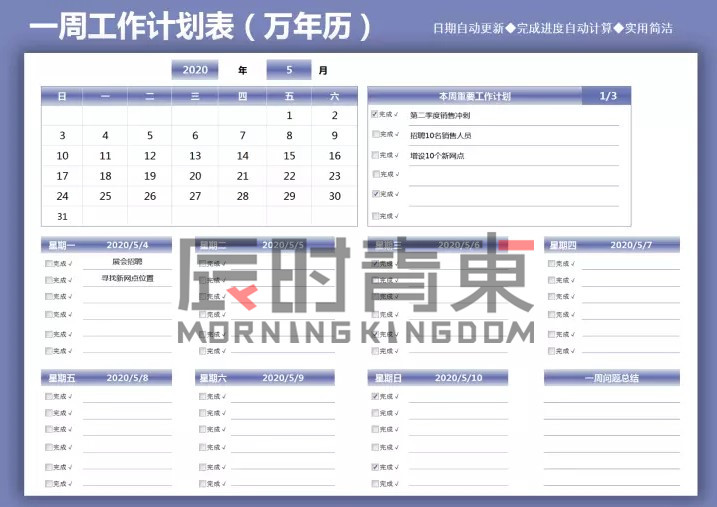 一周工作计划表（万年历）
日期自动更新◆完成进度自动计算◆实用简洁
2020 年 5 月
日 一 二 三 四 五 六
1 2
3 4 5 6 7 8 9
10 11 12 13 14 15 16
17 18 19 20 21 22 23
24 25 26 27 28 29 30
31
本周重要工作计划 1/3
完成√ 第二季度销售冲刺
完成√ 招聘10名销售人员
完成√ 增设10个新网点
完成√
完成√
完成√
星期一 2020/5/4
完成√ 展会招聘
完成√ 寻找新网点位置
完成√
完成√
完成√
完成√
星期二 2020/5/5
完成√
完成√
完成√
完成√
完成√
完成√
星期三 2020/5/6
完成√
完成√
完成√
完成√
完成√
完成√
星期四 2020/5/7
完成√
完成√
完成√
完成√
完成√
完成√
辰时青東
MORNING KINGDOM
星期五 2020/5/8
完成√
完成√
完成√
完成√
完成√
完成√
星期六 2020/5/9
完成√
完成√
完成√
完成√
完成√
完成√
星期日 2020/5/10
完成√
完成√
完成√
完成√
完成√
完成√
一周问题总结